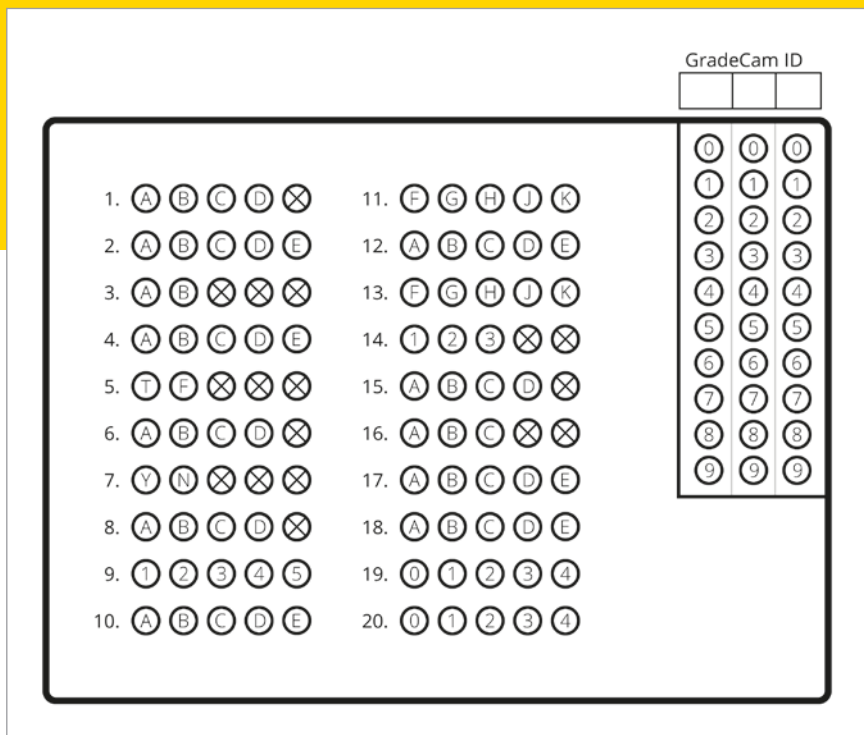 GradeCam ID
0 0 0
1 1 1
2 2 2
3 3 3
4 4 4
5 5 5
6 6 6
7 7 7
8 8 8
9 9 9
1. A B C D
2. A B C D E
3. A B
4. A B C D E
5. T F
6. A B C D
7. Y N
8. A B C D
9. 1 2 3 4 5
10. A B C D E
11. F G H J K
12. A B C D E
13. F G H J K
14. 1 2 3
15. A B C D
16. A B C
17. A B C D E
18. A B C D E
19. 0 1 2 3 4
20. 0 1 2 3 4